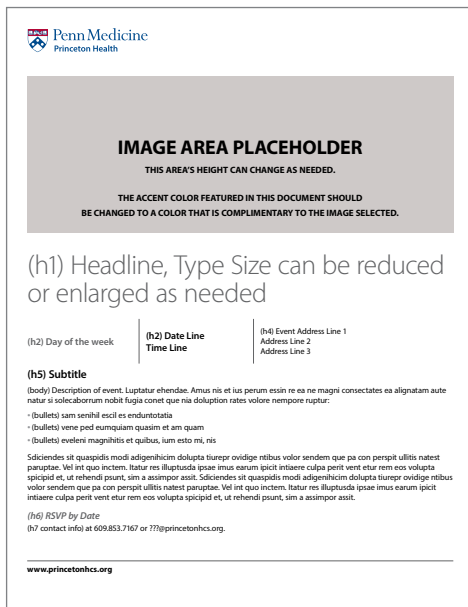 Penn Medicine
Princeton Health
IMAGE AREA PLACEHOLDER
THIS AREA'S HEIGHT CAN CHANGE AS NEEDED.
THE ACCENT COLOR FEATURED IN THIS DOCUMENT SHOULD
BE CHANGED TO A COLOR THAT IS COMPLIMENTARY TO THE IMAGE SELECTED.
(h1) Headline, Type Size can be reduced
or enlarged as needed
(h2) Day of the week
(h2) Date Line
Time Line
(h4) Event Address Line 1
Address Line 2
Address Line 3
(h5) Subtitle
(body) Description of event. Luptatur ehendae. Amus nis et ius perum essin re ea ne magni consectates ea alignatam aute
natur si solecaborrum nobit fugia conet que nia doluption rates volore nempore ruptur:
• (bullets) sam senihil escil es enduntotatia
• (bullets) vene ped eumquiam quasim et am quam
• (bullets) eveleni magnihitis et quibus, ium esto mi, nis
Sdiciendes sit quaspidis modi adigenihicim dolupta tiurepr ovidige ntibus volor sendem que pa con perspit ullitis natest
paruptae. Vel int quo inctem. Itatur res illuptusda ipsae imus earum ipicit intiaere culpa perit vent etur rem eos volupta
spicipid et, ut rehendi psunt, sim a assimpor assit. Sdiciendes sit quaspidis modi adigenihicim dolupta tiurepr ovidige ntibus
volor sendem que pa con perspit ullitis natest paruptae. Vel int quo inctem. Itatur res illuptusda ipsae imus earum ipicit
intiaere culpa perit vent etur rem eos volupta spicipid et, ut rehendi psunt, sim a assimpor assit.
(h6) RSVP by Date
(h7 contact info) at 609.853.7167 or ???@princetonhcs.org.
www.princetonhcs.org